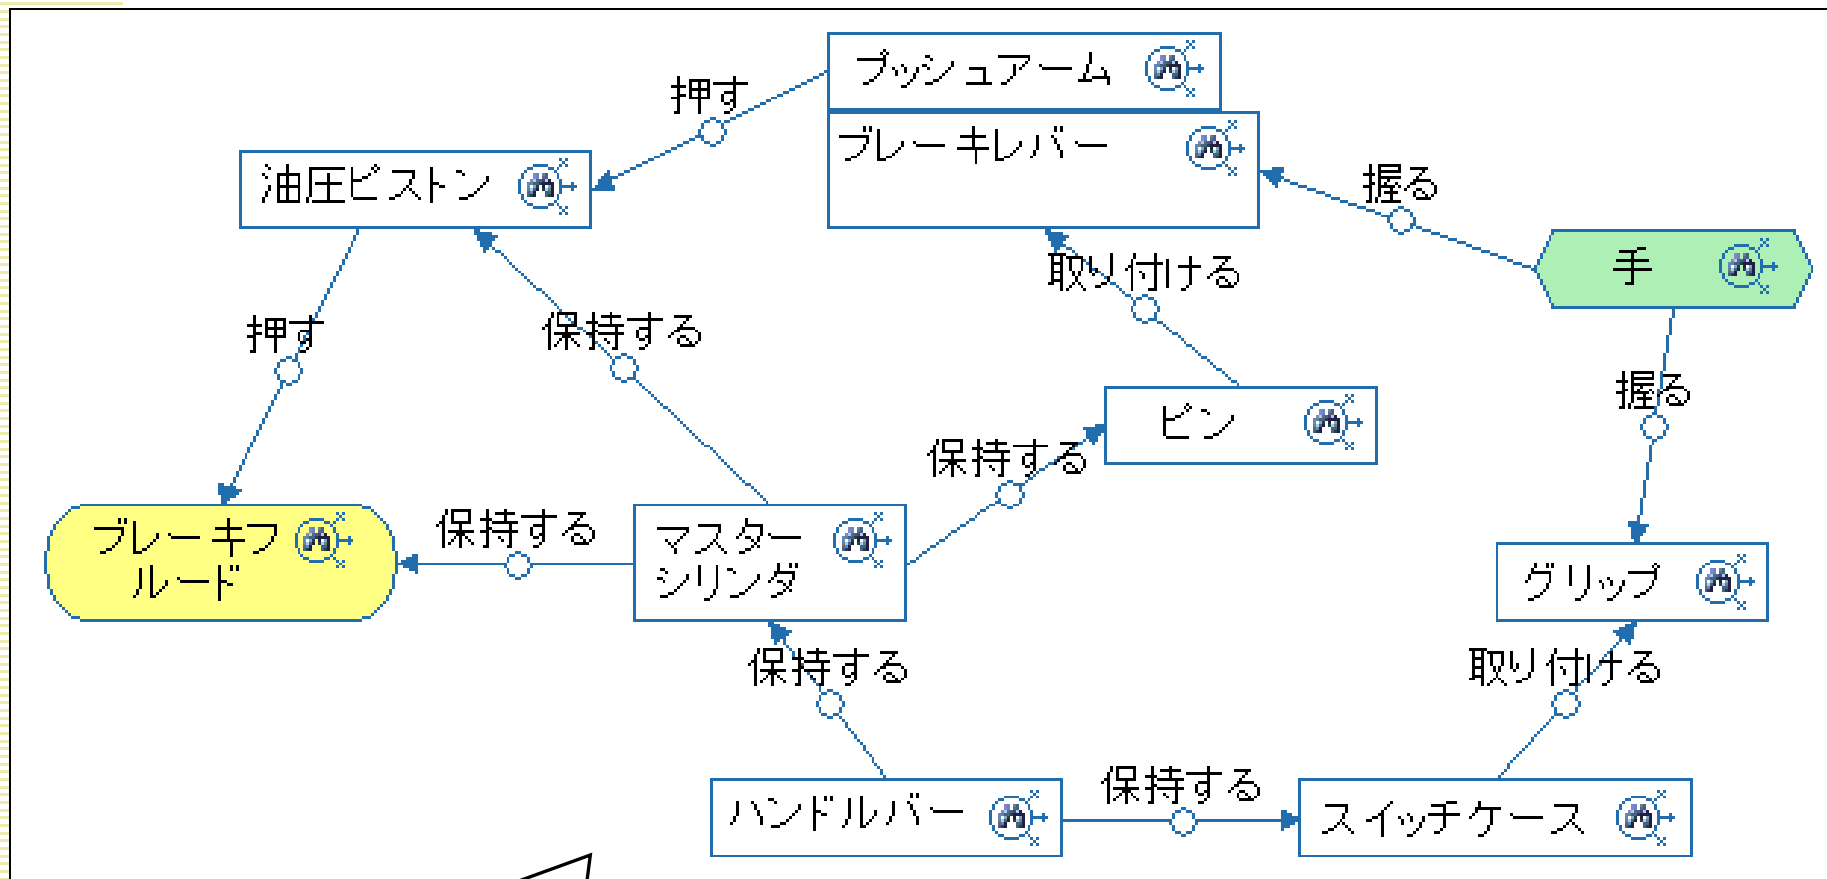 プッシュアーム
押す
ブレーキレバー
油圧ピストン
握る
手
取り付ける
押す
保持する
握る
ピン
保持する
ブレーキフ
ルード
保持する
マスター
シリンダ
グリップ
保持する
取り付ける
ハンドルバー
保持する
スイッチケース